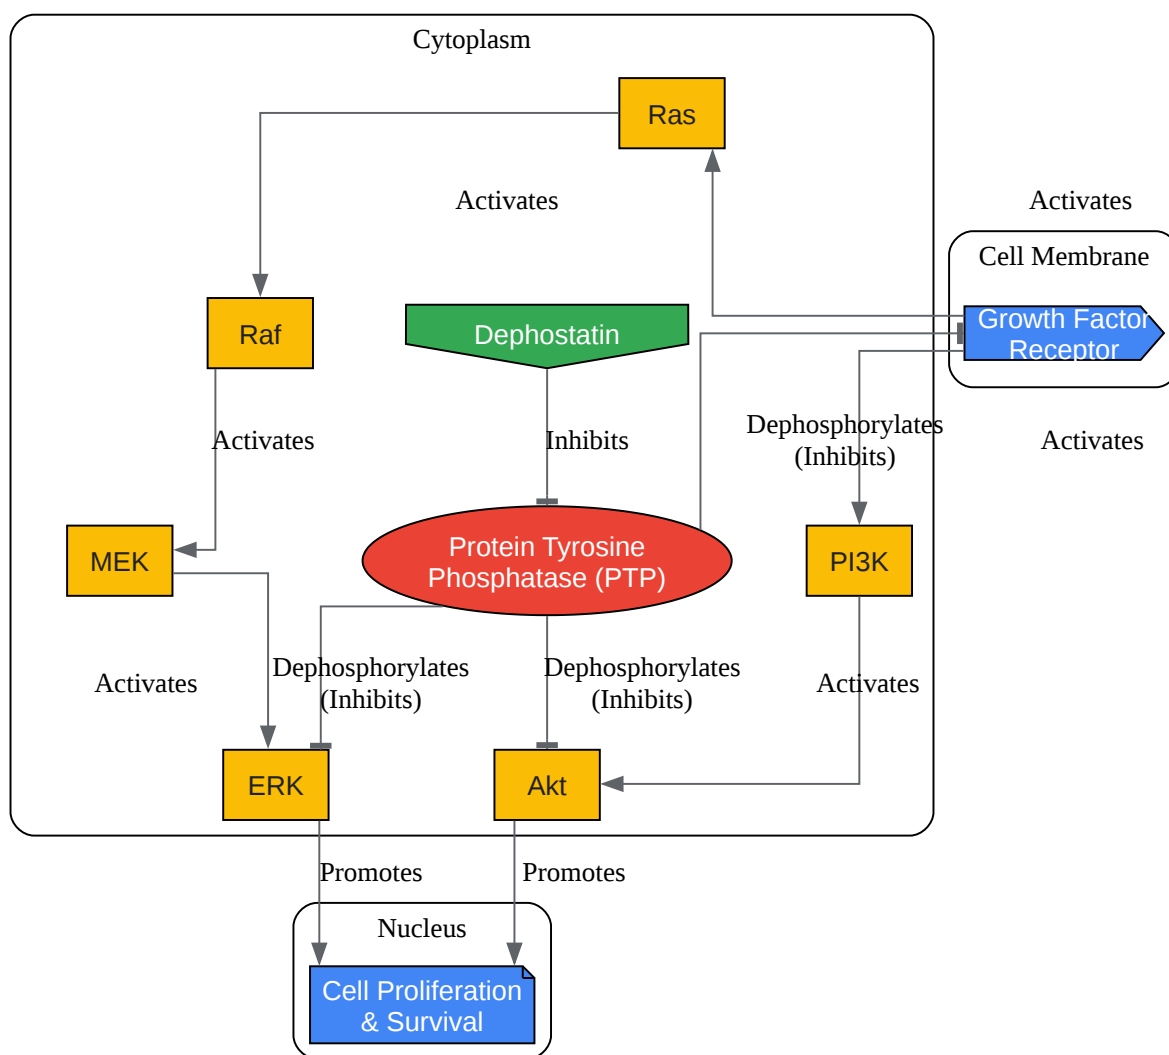 Cytoplasm
Ras
Activates
Activates
Cell Membrane
Growth Factor
Receptor
Raf
Dephostatin
Activates
Inhibits
Dephosphorylates
(Inhibits)
Activates
MEK
Protein Tyrosine
Phosphatase (PTP)
PI3K
Activates
Dephosphorylates
(Inhibits)
Dephosphorylates
(Inhibits)
Activates
ERK
Akt
Promotes
Promotes
Nucleus
Cell Proliferation
& Survival